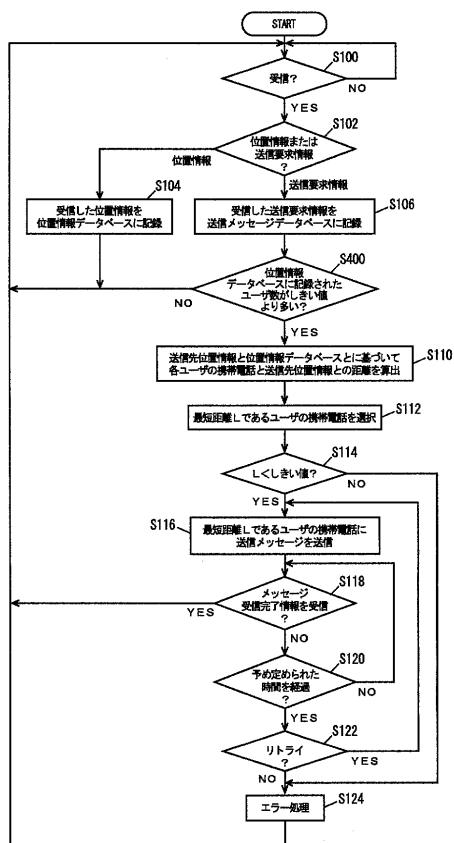 START
S100
受信?
NO
YES
S102
位置情報または
送信要求情報
?
位置情報
送信要求情報
S104
受信した位置情報を
位置情報データベースに記録
S106
受信した送信要求情報を
送信メッセージデータベースに記録
S400
位置情報
データベースに記録された
ユーザ数がしきい値
より多い?
NO
YES
S110
送信先位置情報と位置情報データベースとに基づいて
各ユーザの携帯電話と送信先位置情報との距離を算出
S112
最短距離Lであるユーザの携帯電話を選択
S114
L<しきい値?
NO
YES
S116
最短距離Lであるユーザの携帯電話に
送信メッセージを送信
S118
メッセージ
受信完了情報を受信
?
YES
NO
S120
予め定められた
時間を経過
?
NO
YES
S122
リトライ
?
YES
NO
S124
エラー処理